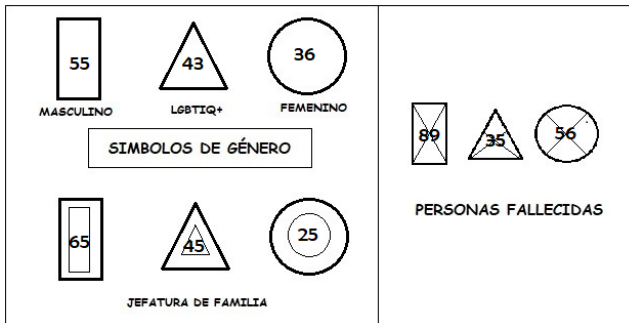 55 43 36
MASCULINO LGBTIQ+ FEMENINO
SIMBOLOS DE GÉNERO
65 45 25
JEFATURA DE FAMILIA
89 35 56
PERSONAS FALLECIDAS